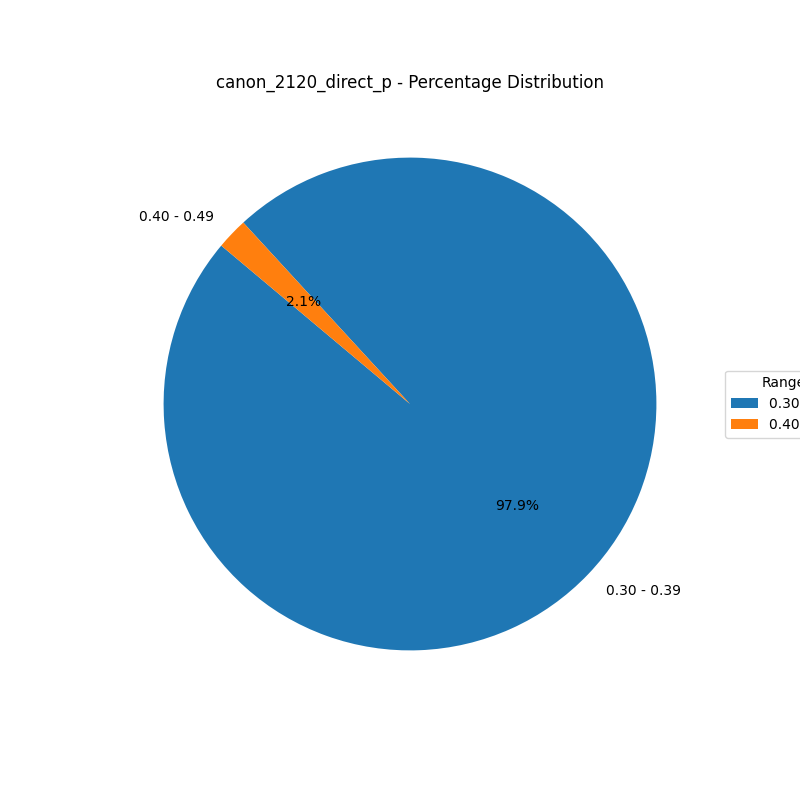 canon_2120_direct_p - Percentage Distribution
0.40 - 0.49
2.1%
Range
0.30
0.40
97.9%
0.30 - 0.39